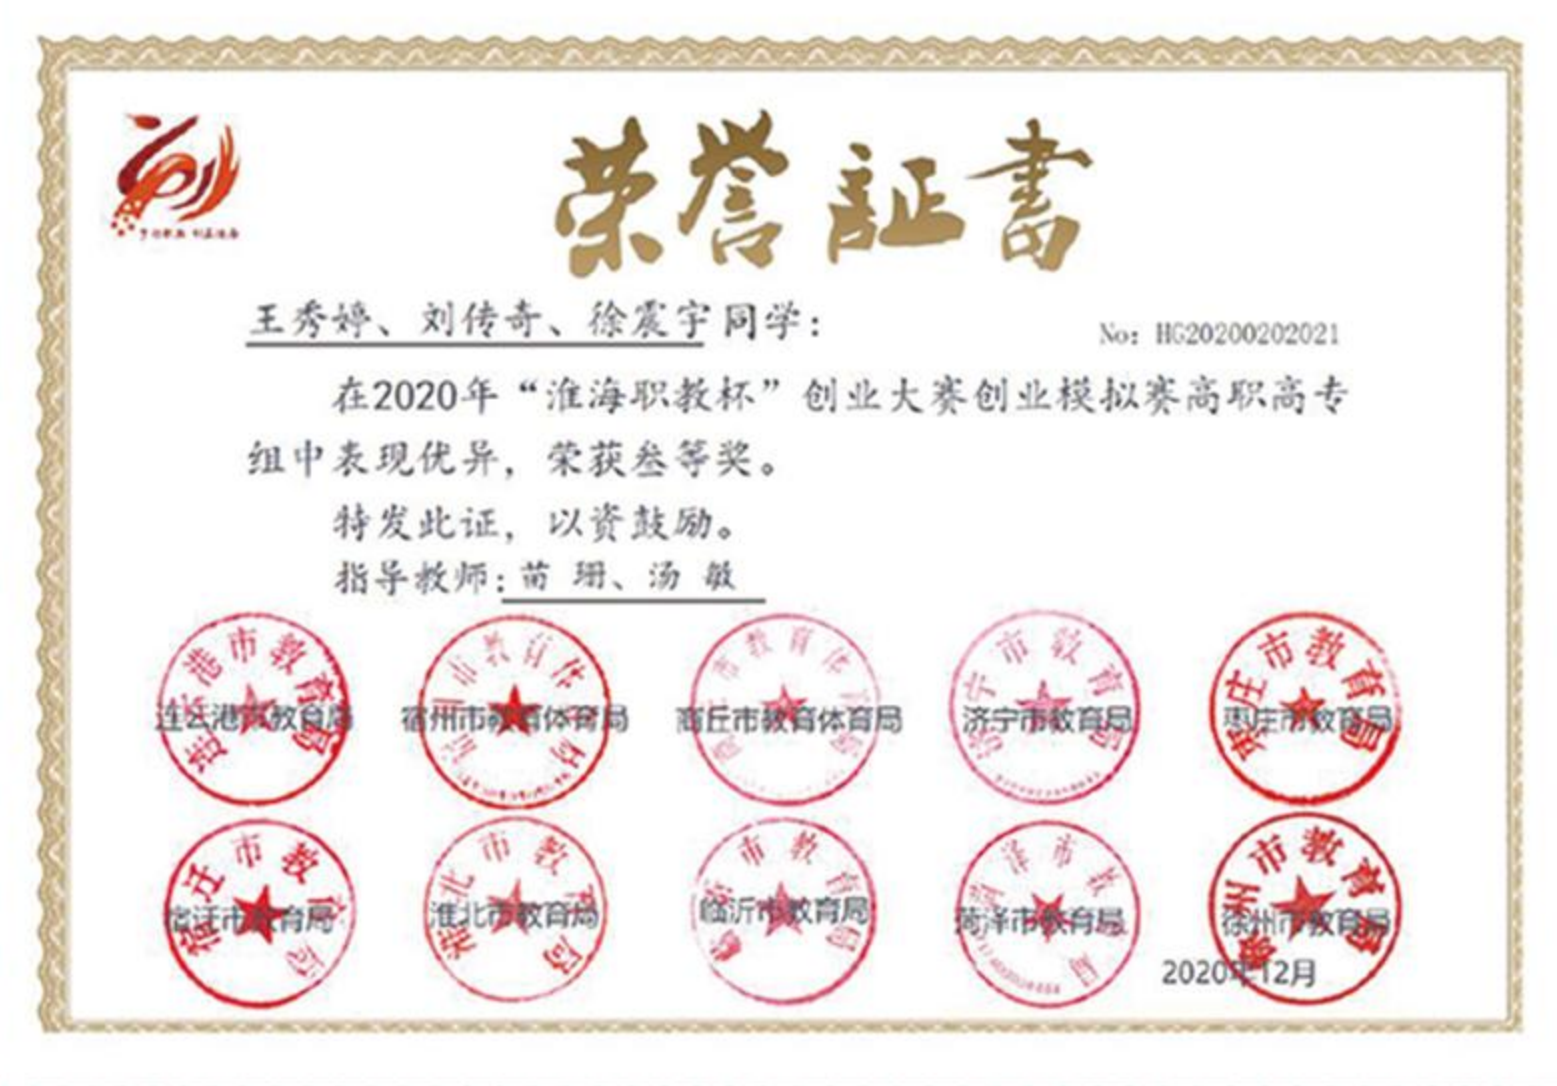 荣誉証書
王秀婷、刘传奇、徐震宇同学：
No: HG20200202021
在2020年“淮海职教杯”创业大赛创业模拟赛高职高专
组中表现优异，荣获叁等奖。
特发此证，以资鼓励。
指导教师：苗 珊、汤 敏
连云港市教育局 宿州市教育体育局 商丘市教育体育局 济宁市教育局 枣庄市教育局
宿迁市教育局 淮北市教育局 临沂市教育局 菏泽市教育局 徐州市教育局
2020年12月